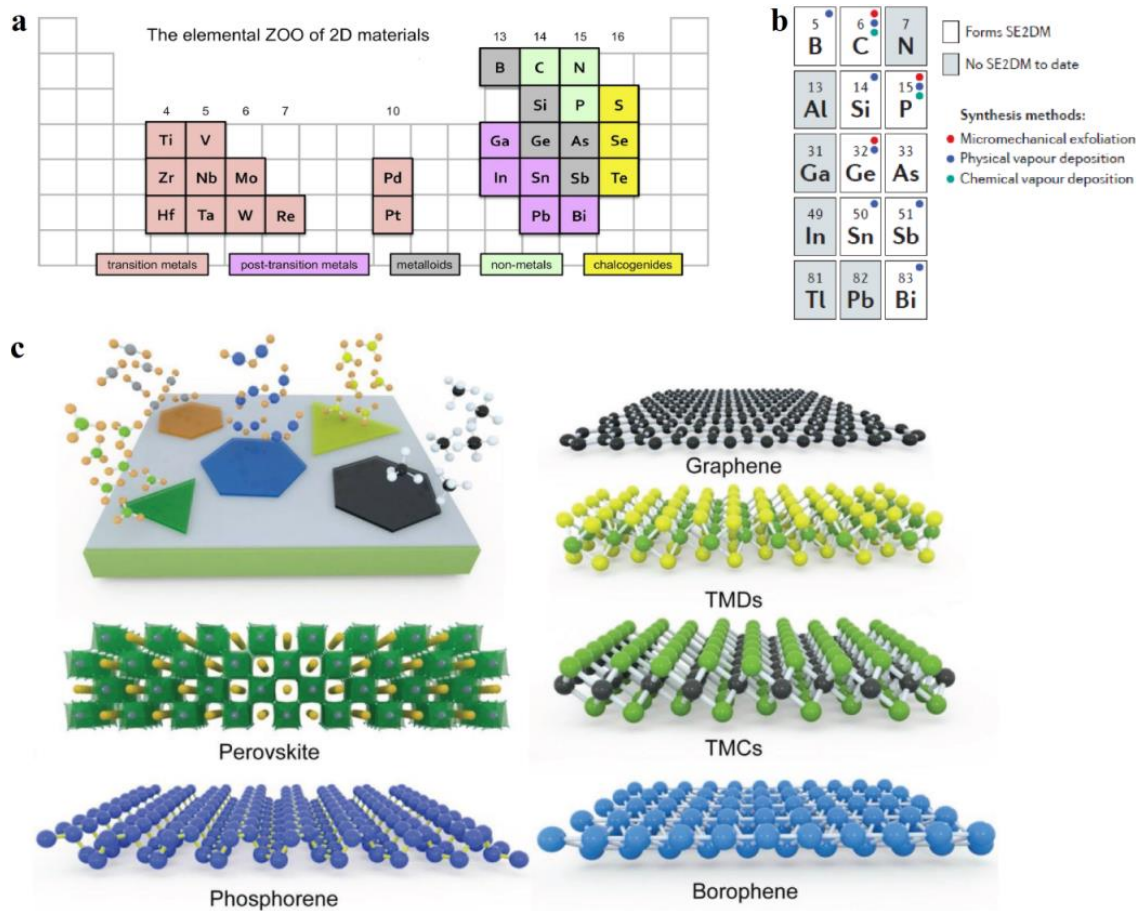 a
The elemental ZOO of 2D materials
13 14 15 16
B C N
Si P S
4 5 6 7 10
Ti V Ga Ge As Se
Zr Nb Mo Pd In Sn Sb Te
Hf Ta W Re Pt Pb Bi
transition metals post-transition metals metalloids non-metals chalcogenides
b
5 6 7
B C N
13 14 15
Al Si P
31 32 33
Ga Ge As
49 50 51
In Sn Sb
81 82 83
Tl Pb Bi
Forms SE2DM
No SE2DM to date
Synthesis methods:
Micromechanical exfoliation
Physical vapour deposition
Chemical vapour deposition
c
Graphene
TMDs
Perovskite
TMCs
Phosphorene
Borophene